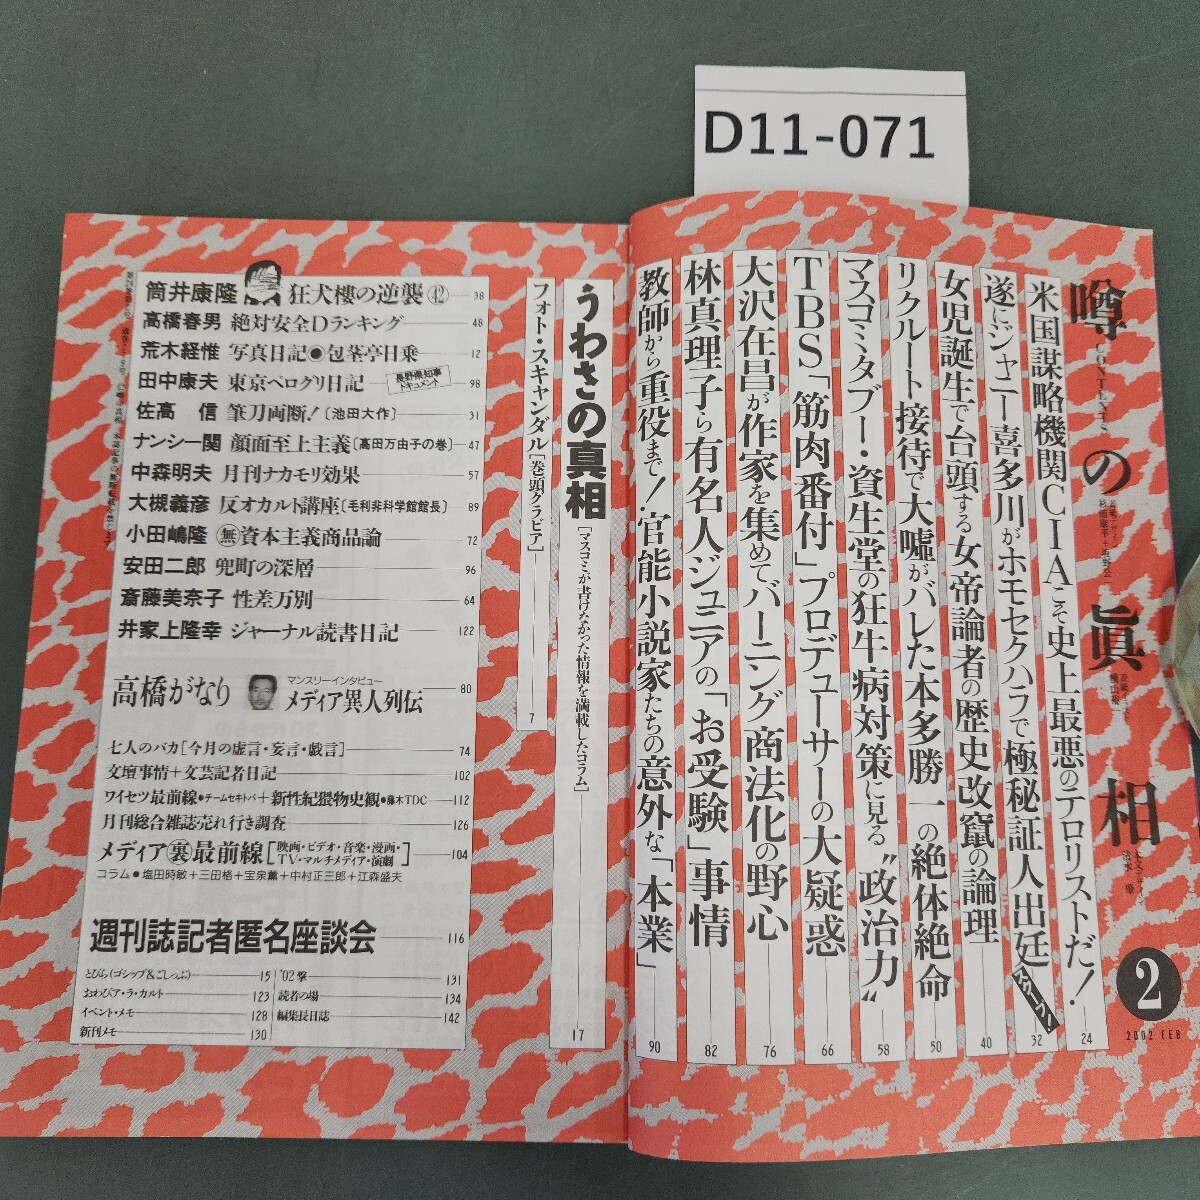 D11-071
噂の眞相
CONTENTS
2
2002 FEB
米国謀略機関CIAこそ史上最悪のテロリストだ! 24
遂にジャニー喜多川がホモセクハラで極秘証人出廷 スクープ! 32
女児誕生で台頭する女帝論者の歴史改竄の論理 40
リクルート接待で大嘘がバレた本多勝一の絶体絶命 50
マスコミタブー・資生堂の狂牛病対策に見る“政治力” 58
TBS「筋肉番付」プロデューサーの大疑惑 66
大沢在昌が作家を集めてバーニング商法化の野心 76
林真理子ら有名人ジュニアの「お受験」事情 82
教師から重役まで!官能小説家たちの意外な「本業」 90
うわさの真相[マスコミが書けなかった情報を満載したコラム] 17
フォト・スキャンダル[巻頭グラビア] 7
筒井康隆 狂犬樓の逆襲㊷ 38
高橋春男 絶対安全Dランキング 48
荒木経惟 写真日記●包茎亭日乗 12
田中康夫 東京ペログリ日記 長野県知事ドキュメント 98
佐高 信 筆刀両断!〔池田大作〕 31
ナンシー関 顔面至上主義〔高田万由子の巻〕 47
中森明夫 月刊ナカモリ効果 57
大槻義彦 反オカルト講座〔毛利非科学館館長〕 89
小田嶋隆 ㊚資本主義商品論 72
安田二郎 兜町の深層 96
斎藤美奈子 性差万別 64
井家上隆幸 ジャーナル読書日記 122
高橋がなり
マンスリーインタビュー
メディア異人列伝 80
七人のバカ[今月の虚言・妄言・戯言] 74
文壇事情+文芸記者日記 102
ワイセツ最前線●チームセキトバ+新性紀猥物史観●藤木TDC 112
月刊総合雑誌売れ行き調査 126
メディア裏最前線[映画・ビデオ・音楽・漫画・TV・マルチメディア・演劇] 104
コラム●塩田時敏+三田格+宝泉薫+中村正三郎+江森盛夫
週刊誌記者匿名座談会 116
とびら(ゴシップ&ごしっぷ) 15
おわびア・ラ・カルト 123
イベント・メモ 128
新刊メモ 130
'02撃 131
読者の場 134
編集長日誌 142